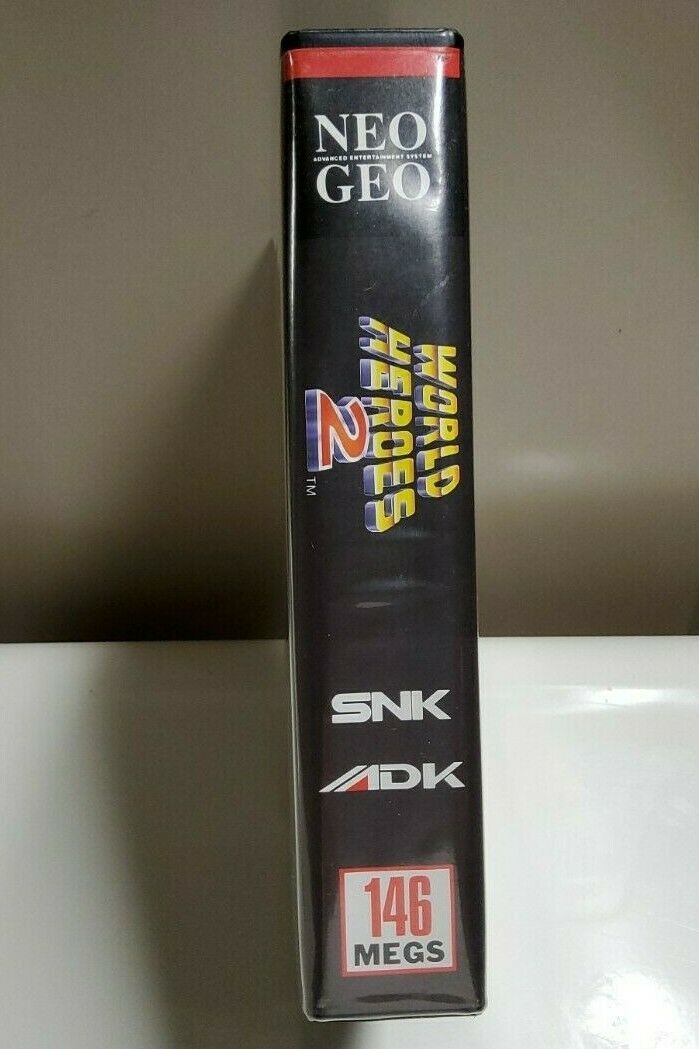 NEO
ADVANCED ENTERTAINMENT SYSTEM
GEO
WORLD
HEROES
2
TM
SNK
ADK
146
MEGS